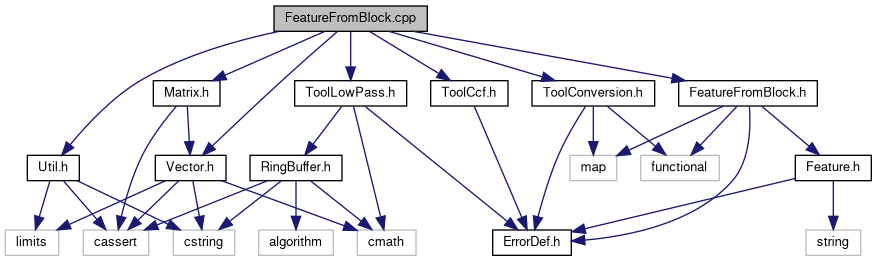 FeatureFromBlock.cpp
Matrix.h
ToolLowPass.h
ToolCcf.h
ToolConversion.h
FeatureFromBlock.h
Util.h
Vector.h
RingBuffer.h
map
functional
Feature.h
limits
cassert
cstring
algorithm
cmath
ErrorDef.h
string